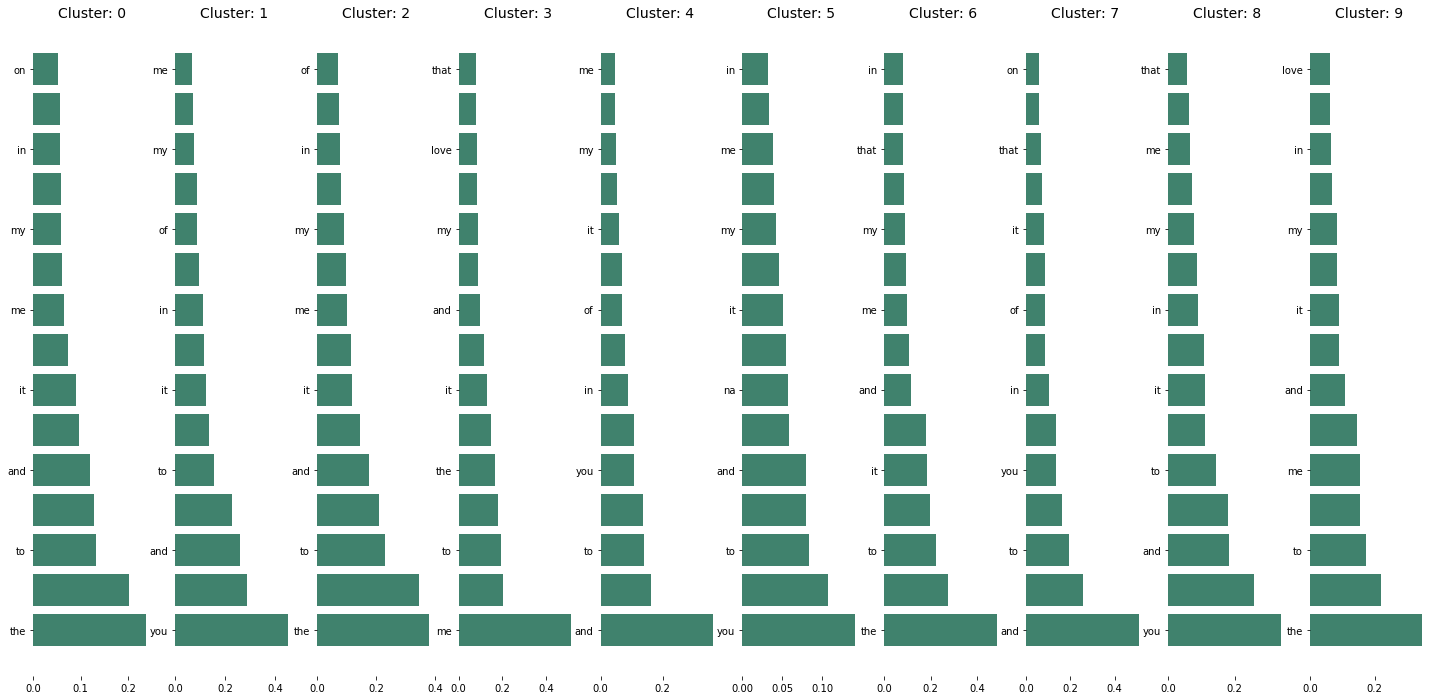 Cluster: 0 Cluster: 1 Cluster: 2 Cluster: 3 Cluster: 4 Cluster: 5 Cluster: 6 Cluster: 7 Cluster: 8 Cluster: 9
on me of that me in in on that love
in my in love my me that that me in
my of my my it my my it my my
me in me and of it me of in it
it it it it in na and in it and
and to and the you and it you to me
to and to to to to to to and to
the you the me and you the and you the
0.0 0.1 0.2 0.0 0.2 0.4 0.0 0.2 0.4 0.0 0.2 0.4 0.0 0.2 0.00 0.05 0.10 0.0 0.2 0.4 0.0 0.2 0.4 0.0 0.2 0.0 0.2